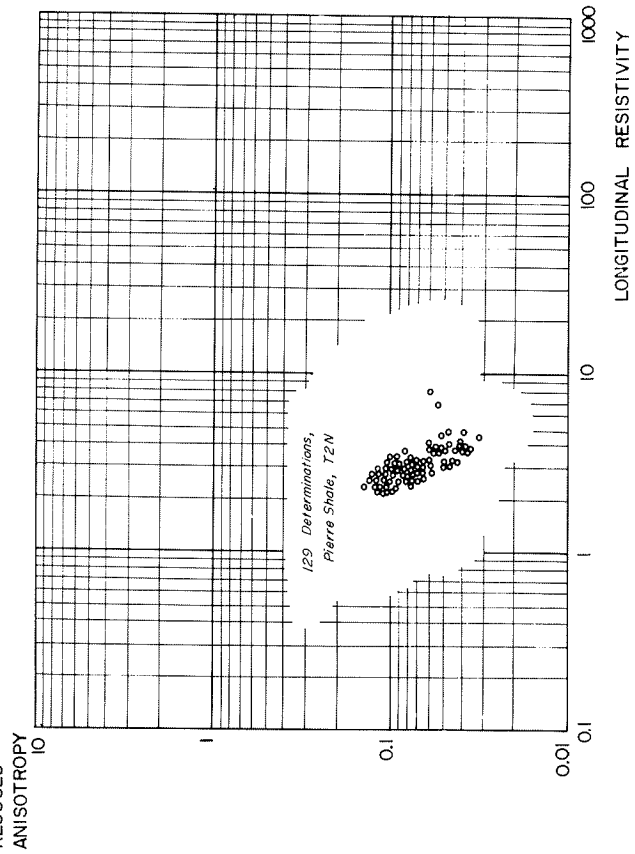 ANISOTROPY
10
1
0.1
0.01
129 Determinations,
Pierre Shale, T2N
0.1 1. 10 100 1000
LONGITUDINAL RESISTIVITY